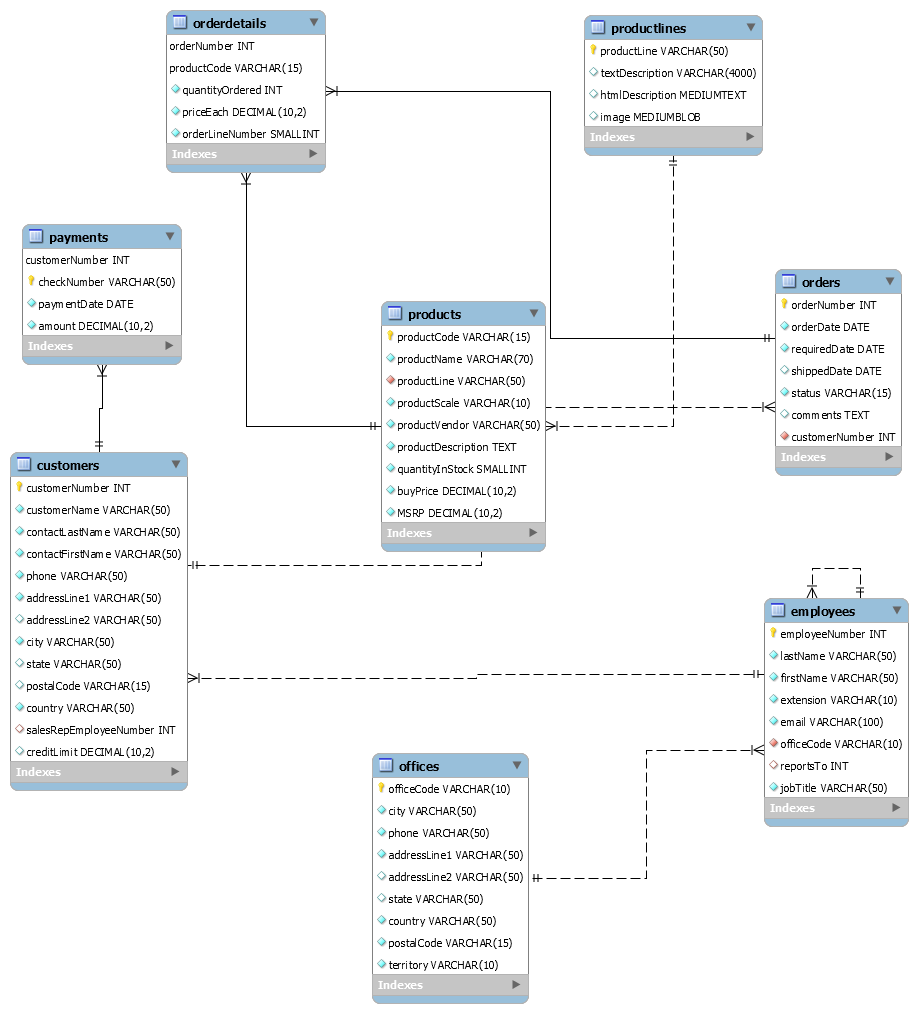 orderdetails
orderNumber INT
productCode VARCHAR(15)
quantityOrdered INT
priceEach DECIMAL(10,2)
orderLineNumber SMALLINT
Indexes
productlines
productLine VARCHAR(50)
textDescription VARCHAR(4000)
htmlDescription MEDIUMTEXT
image MEDIUMBLOB
Indexes
payments
customerNumber INT
checkNumber VARCHAR(50)
paymentDate DATE
amount DECIMAL(10,2)
Indexes
products
productCode VARCHAR(15)
productName VARCHAR(70)
productLine VARCHAR(50)
productScale VARCHAR(10)
productVendor VARCHAR(50)
productDescription TEXT
quantityInStock SMALLINT
buyPrice DECIMAL(10,2)
MSRP DECIMAL(10,2)
Indexes
orders
orderNumber INT
orderDate DATE
requiredDate DATE
shippedDate DATE
status VARCHAR(15)
comments TEXT
customerNumber INT
Indexes
customers
customerNumber INT
customerName VARCHAR(50)
contactLastName VARCHAR(50)
contactFirstName VARCHAR(50)
phone VARCHAR(50)
addressLine1 VARCHAR(50)
addressLine2 VARCHAR(50)
city VARCHAR(50)
state VARCHAR(50)
postalCode VARCHAR(15)
country VARCHAR(50)
salesRepEmployeeNumber INT
creditLimit DECIMAL(10,2)
Indexes
employees
employeeNumber INT
lastName VARCHAR(50)
firstName VARCHAR(50)
extension VARCHAR(10)
email VARCHAR(100)
officeCode VARCHAR(10)
reportsTo INT
jobTitle VARCHAR(50)
Indexes
offices
officeCode VARCHAR(10)
city VARCHAR(50)
phone VARCHAR(50)
addressLine1 VARCHAR(50)
addressLine2 VARCHAR(50)
state VARCHAR(50)
country VARCHAR(50)
postalCode VARCHAR(15)
territory VARCHAR(10)
Indexes